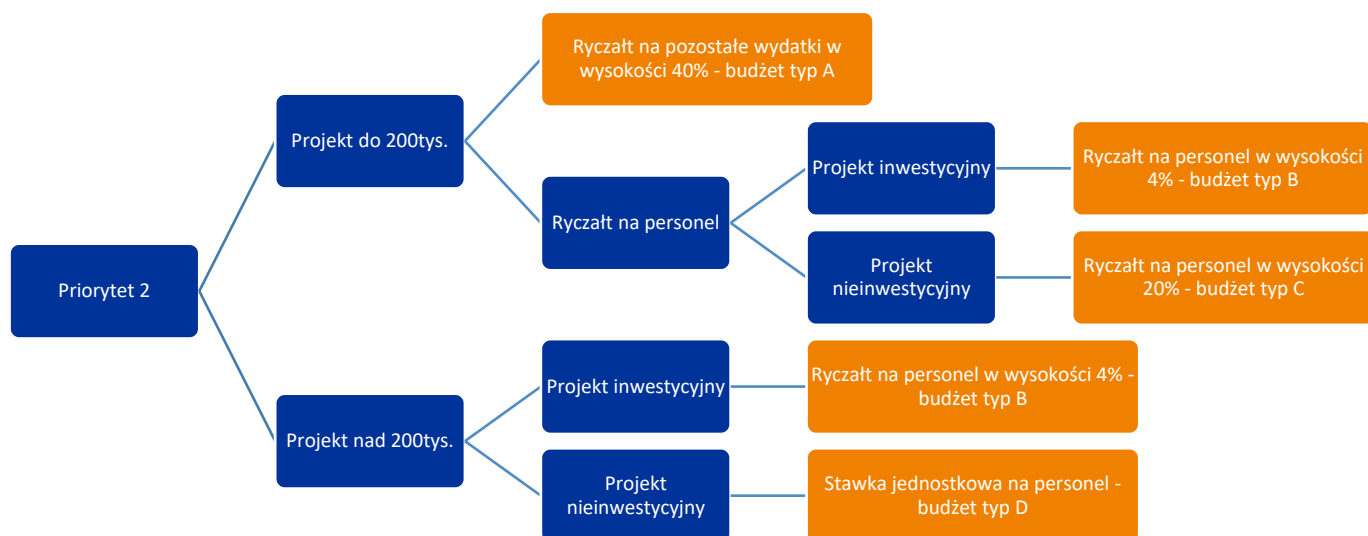 Priorytet 2
Projekt do 200tys.
Ryczałt na pozostałe wydatki w
wysokości 40% - budżet typ A
Ryczałt na personel
Projekt inwestycyjny
Ryczałt na personel w wysokości
4% - budżet typ B
Projekt
nieinwestycyjny
Ryczałt na personel w wysokości
20% - budżet typ C
Projekt nad 200tys.
Projekt inwestycyjny
Ryczałt na personel w wysokości 4% -
budżet typ B
Projekt
nieinwestycyjny
Stawka jednostkowa na personel -
budżet typ D